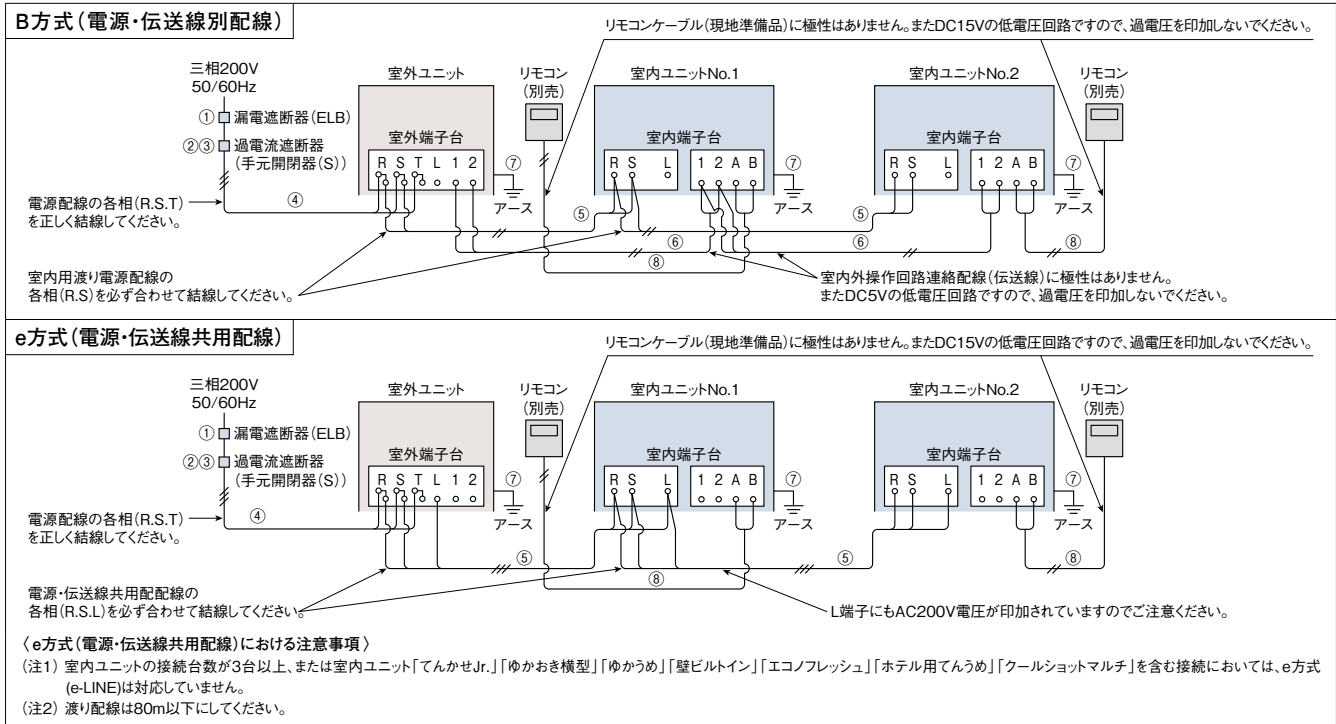 B方式(電源・伝送線別配線)
リモコンケーブル(現地準備品)に極性はありません。またDC15Vの低電圧回路ですので、過電圧を印加しないでください。
三相200V
50/60Hz
① 漏電遮断器(ELB)
②③ 過電流遮断器
(手元開閉器(S))
電源配線の各相(R.S.T)
を正しく結線してください。
④
室外ユニット
室外端子台
R S T L 1 2
⑦
アース
リモコン
(別売)
室内ユニットNo.1
室内端子台
R S L 1 2 A B
⑦
アース
室内ユニットNo.2
室内端子台
R S L 1 2 A B
⑦
アース
リモコン
(別売)
⑤
⑤
⑥
⑥
⑧
⑧
室内用渡り電源配線の
各相(R.S)を必ず合わせて結線してください。
室内外操作回路連絡配線(伝送線)に極性はありません。
またDC5Vの低電圧回路ですので、過電圧を印加しないでください。
e方式(電源・伝送線共用配線)
リモコンケーブル(現地準備品)に極性はありません。またDC15Vの低電圧回路ですので、過電圧を印加しないでください。
三相200V
50/60Hz
① 漏電遮断器(ELB)
②③ 過電流遮断器
(手元開閉器(S))
電源配線の各相(R.S.T)
を正しく結線してください。
④
室外ユニット
室外端子台
R S T L 1 2
⑦
アース
リモコン
(別売)
室内ユニットNo.1
室内端子台
R S L 1 2 A B
⑦
アース
室内ユニットNo.2
室内端子台
R S L 1 2 A B
⑦
アース
リモコン
(別売)
⑤
⑤
⑧
⑧
電源・伝送線共用配配線の
各相(R.S.L)を必ず合わせて結線してください。
L端子にもAC200V電圧が印加されていますのでご注意ください。
〈e方式(電源・伝送線共用配線)における注意事項〉
(注1) 室内ユニットの接続台数が3台以上、または室内ユニット「てんかせJr.」「ゆかおき横型」「ゆかうめ」「壁ビルトイン」「エコノフレッシュ」「ホテル用てんうめ」「クールショットマルチ」を含む接続においては、e方式
(e-LINE)は対応していません。
(注2) 渡り配線は80m以下にしてください。